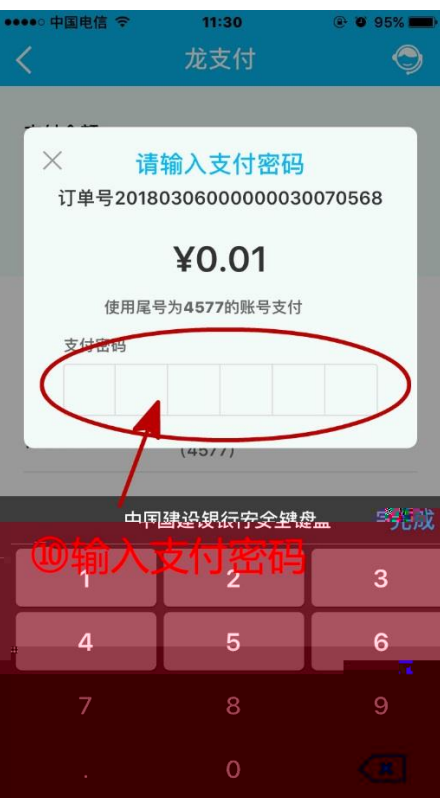 中国电信 11:30 95%
龙支付
请输入支付密码
订单号20180306000000030070568
¥0.01
使用尾号为4577的账号支付
支付密码
(4577)
中国建设银行安全键盘 完成
⑩输入支付密码
1 2 3
4 5 6
7 8 9
. 0